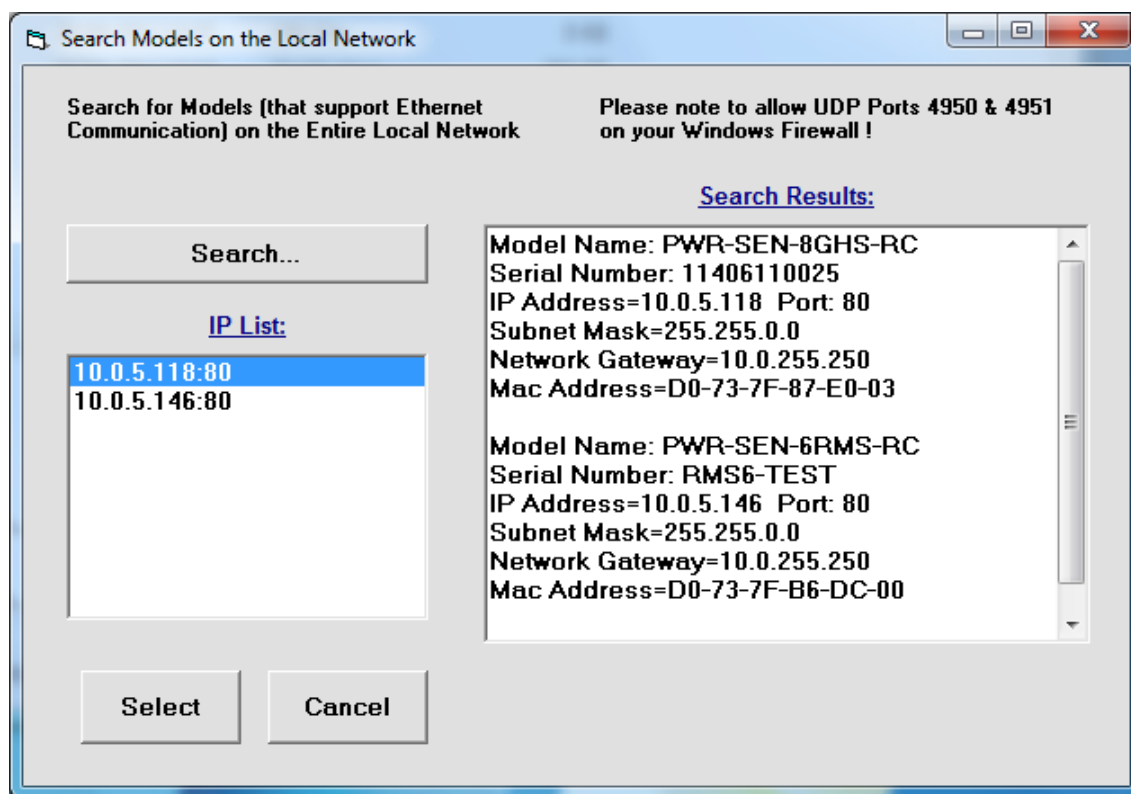 Search Models on the Local Network
Search for Models (that support Ethernet
Communication) on the Entire Local Network
Please note to allow UDP Ports 4950 & 4951
on your Windows Firewall !
Search...
IP List:
10.0.5.118:80
10.0.5.146:80
Search Results:
Model Name: PWR-SEN-8GHS-RC
Serial Number: 11406110025
IP Address=10.0.5.118  Port: 80
Subnet Mask=255.255.0.0
Network Gateway=10.0.255.250
Mac Address=D0-73-7F-87-E0-03
Model Name: PWR-SEN-6RMS-RC
Serial Number: RMS6-TEST
IP Address=10.0.5.146  Port: 80
Subnet Mask=255.255.0.0
Network Gateway=10.0.255.250
Mac Address=D0-73-7F-B6-DC-00
Select
Cancel